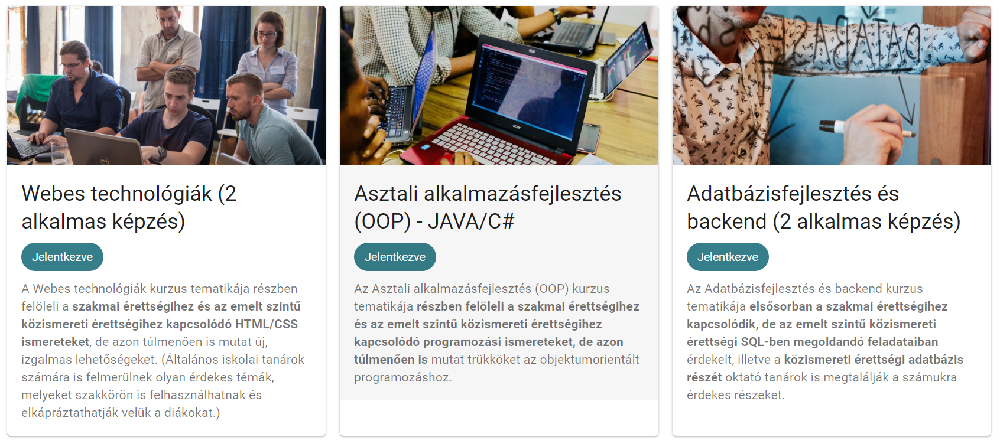 DATABASE
DELL
acer
Webes technológiák (2
alkalmas képzés)
Jelentkezve
A Webes technológiák kurzus tematikája részben
felöleli a szakmai érettségihez és az emelt szintű
közismereti érettségihez kapcsolódó HTML/CSS
ismereteket, de azon túlmenően is mutat új,
izgalmas lehetőségeket. (Általános iskolai tanárok
számára is felmerülnek olyan érdekes témák,
melyeket szakkörön is felhasználhatnak és
elkápráztathatják velük a diákokat.)
Asztali alkalmazásfejlesztés
(OOP) - JAVA/C#
Jelentkezve
Az Asztali alkalmazásfejlesztés (OOP) kurzus
tematikája részben felöleli a szakmai érettségihez
és az emelt szintű közismereti érettségihez
kapcsolódó programozási ismereteket, de azon
túlmenően is mutat trükköket az objektumorientált
programozáshoz.
Adatbázisfejlesztés és
backend (2 alkalmas képzés)
Jelentkezve
Az Adatbázisfejlesztés és backend kurzus
tematikája elsősorban a szakmai érettségihez
kapcsolódik, de az emelt szintű közismereti
érettségi SQL-ben megoldandó feladataiban
érdekelt, illetve a közismereti érettségi adatbázis
részét oktató tanárok is megtalálják a számukra
érdekes részeket.